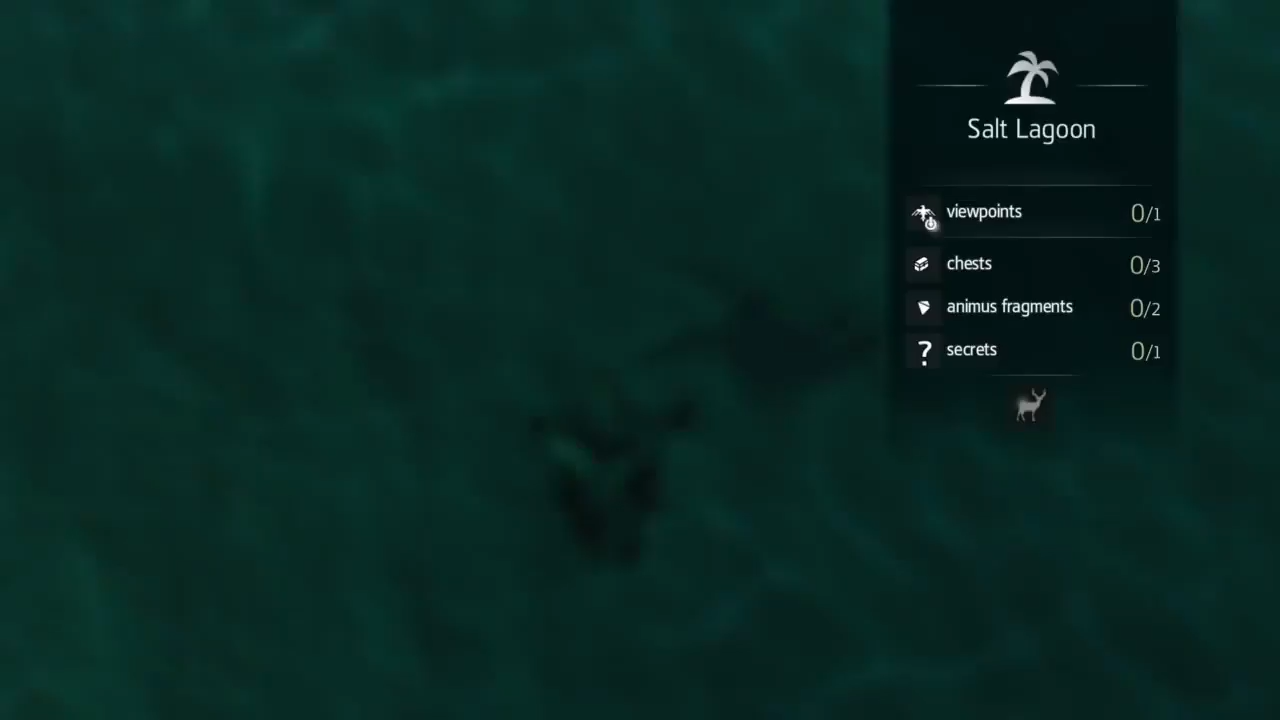 Salt Lagoon
viewpoints 0/1
chests 0/3
animus fragments 0/2
? secrets 0/1